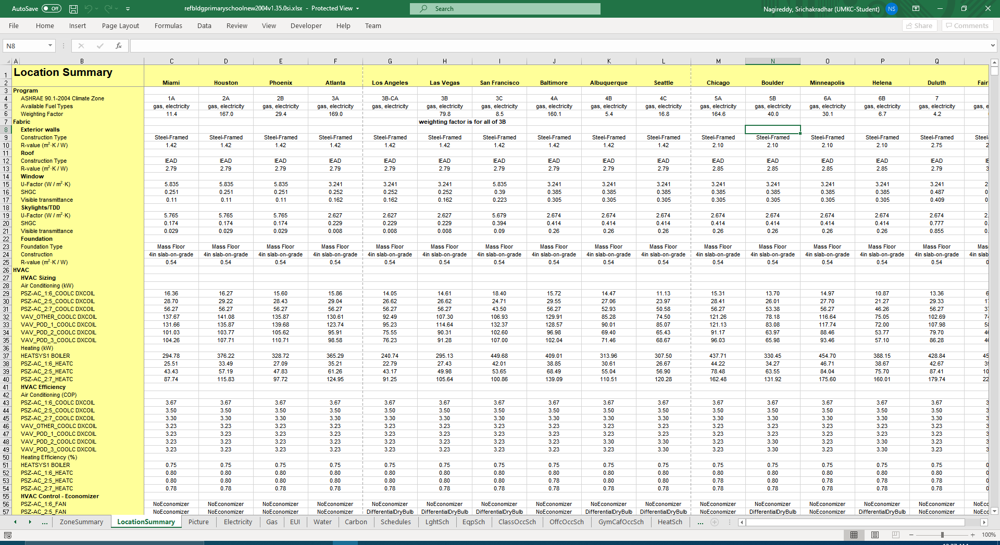 AutoSave Off refbldgprimaryschoolnew2004v1.35.0si.xlsx - Protected View Search Nagireddy, Srichakradhar (UMKC-Student) NS
File Home Insert Page Layout Formulas Data Review View Developer Help Team Share Comments
N8 fx
A B C D E F G H I J K L M N O P Q
1 Location Summary
2 Miami Houston Phoenix Atlanta Los Angeles Las Vegas San Francisco Baltimore Albuquerque Seattle Chicago Boulder Minneapolis Helena Duluth Fair
3 Program
4 ASHRAE 90.1-2004 Climate Zone 1A 2A 2B 3A 3B-CA 3B 3C 4A 4B 4C 5A 5B 6A 6B 7
5 Available Fuel Types gas, electricity gas, electricity gas, electricity gas, electricity gas, electricity gas, electricity gas, electricity gas, electricity gas, electricity gas, electricity gas, electricity gas, electricity gas, electricity gas, electricity gas, electricity gas, e
6 Weighting Factor 11.4 167.0 29.4 169.0 79.8 8.5 160.1 5.4 16.8 164.6 40.0 30.1 6.7 4.2
7 Fabric weighting factor is for all of 3B
8 Exterior walls
9 Construction Type Steel-Framed Steel-Framed Steel-Framed Steel-Framed Steel-Framed Steel-Framed Steel-Framed Steel-Framed Steel-Framed Steel-Framed Steel-Framed Steel-Framed Steel-Framed Steel-Framed Steel-Framed Steel-
10 R-value (m²·K / W) 1.42 1.42 1.42 1.42 1.42 1.42 1.42 1.42 1.42 1.42 2.10 2.10 2.10 2.10 2.75 2
11 Roof
12 Construction Type IEAD IEAD IEAD IEAD IEAD IEAD IEAD IEAD IEAD IEAD IEAD IEAD IEAD IEAD IEAD IE
13 R-value (m²·K / W) 2.79 2.79 2.79 2.79 2.79 2.79 2.79 2.79 2.79 2.79 2.85 2.85 2.85 2.85 2.79 3
14 Window
15 U-Factor (W / m²·K) 5.835 5.835 5.835 3.241 3.241 3.241 5.835 3.241 3.241 3.241 3.241 3.241 3.241 3.241 3.241 2
16 SHGC 0.251 0.251 0.251 0.252 0.252 0.252 0.39 0.385 0.385 0.385 0.385 0.385 0.385 0.385 0.487 0
17 Visible transmittance 0.11 0.11 0.11 0.162 0.162 0.162 0.223 0.305 0.305 0.305 0.305 0.305 0.305 0.305 0.409 0
18 Skylights/TDD
19 U-Factor (W / m²·K) 5.765 5.765 5.765 2.627 2.627 2.627 5.679 2.674 2.674 2.674 2.674 2.674 2.674 2.674 2.674 2.
20 SHGC 0.174 0.174 0.174 0.229 0.229 0.229 0.394 0.414 0.414 0.414 0.414 0.414 0.414 0.414 0.777 0.
21 Visible transmittance 0.029 0.029 0.029 0.008 0.008 0.008 0.09 0.26 0.26 0.26 0.26 0.26 0.26 0.26 0.855 0.
22 Foundation
23 Foundation Type Mass Floor Mass Floor Mass Floor Mass Floor Mass Floor Mass Floor Mass Floor Mass Floor Mass Floor Mass Floor Mass Floor Mass Floor Mass Floor Mass Floor Mass Floor Mas
24 Construction 4in slab-on-grade 4in slab-on-grade 4in slab-on-grade 4in slab-on-grade 4in slab-on-grade 4in slab-on-grade 4in slab-on-grade 4in slab-on-grade 4in slab-on-grade 4in slab-on-grade 4in slab-on-grade 4in slab-on-grade 4in slab-on-grade 4in slab-on-grade 4in slab-on-grade 4in slab
25 R-value (m²·K / W) 0.54 0.54 0.54 0.54 0.54 0.54 0.54 0.54 0.54 0.54 0.54 0.54 0.54 0.54 0.54 0
26 HVAC
27 HVAC Sizing
28 Air Conditioning (kW)
29 PSZ-AC_1:6_COOLC DXCOIL 16.36 16.27 15.60 15.86 14.05 14.61 18.40 15.72 14.47 11.13 15.31 13.70 14.97 10.87 13.36 6
30 PSZ-AC_2:5_COOLC DXCOIL 28.70 29.22 28.43 29.04 26.62 26.62 24.71 29.55 27.06 23.97 28.41 26.01 27.70 21.27 29.33 17
31 PSZ-AC_2:7_COOLC DXCOIL 56.27 56.27 56.27 56.27 56.27 56.27 43.50 56.27 52.93 50.58 56.27 53.38 56.27 46.26 56.27 37
32 VAV_OTHER_COOLC DXCOIL 137.67 141.08 135.87 130.61 92.49 107.30 106.93 129.91 85.28 74.50 121.26 78.18 116.64 75.05 102.69 74
33 VAV_POD_1_COOLC DXCOIL 131.66 135.87 139.68 123.74 95.23 114.64 132.37 128.57 90.01 85.07 121.13 83.08 117.74 72.00 107.98 58
34 VAV_POD_2_COOLC DXCOIL 101.03 103.77 105.62 95.91 75.55 90.31 102.60 96.98 69.40 65.43 91.17 63.97 88.46 53.77 79.70 46
35 VAV_POD_3_COOLC DXCOIL 104.26 107.71 110.71 98.58 76.23 91.28 107.00 102.04 71.46 68.67 96.03 65.98 93.46 57.10 86.28 46
36 Heating (kW)
37 HEATSYS1 BOILER 294.78 376.22 328.72 365.29 240.74 295.13 449.68 409.01 313.96 307.50 437.71 330.45 454.70 388.15 428.84 45
38 PSZ-AC_1:6_HEATC 25.51 33.49 27.09 35.21 22.79 27.43 42.01 38.85 30.61 26.67 44.22 34.27 46.71 38.67 42.67 39
39 PSZ-AC_2:5_HEATC 43.43 57.19 47.83 61.26 43.17 49.98 53.65 68.49 55.04 56.90 78.48 63.55 84.04 75.70 87.41 10
40 PSZ-AC_2:7_HEATC 87.74 115.83 97.72 124.95 91.25 105.64 100.86 139.09 110.51 120.28 162.48 131.92 175.60 160.01 179.74 22
41 HVAC Efficiency
42 Air Conditioning (COP)
43 PSZ-AC_1:6_COOLC DXCOIL 3.67 3.67 3.67 3.67 3.67 3.67 3.67 3.67 3.67 3.67 3.67 3.67 3.67 3.67 3.67 3
44 PSZ-AC_2:5_COOLC DXCOIL 3.50 3.50 3.50 3.50 3.50 3.50 3.50 3.50 3.50 3.50 3.50 3.50 3.50 3.50 3.50 3
45 PSZ-AC_2:7_COOLC DXCOIL 3.30 3.30 3.30 3.30 3.30 3.30 3.30 3.30 3.30 3.30 3.30 3.30 3.30 3.30 3.30 3
46 VAV_OTHER_COOLC DXCOIL 3.23 3.23 3.23 3.23 3.23 3.23 3.23 3.23 3.23 3.23 3.23 3.23 3.23 3.23 3.23 3
47 VAV_POD_1_COOLC DXCOIL 3.23 3.23 3.23 3.23 3.23 3.23 3.23 3.23 3.23 3.23 3.23 3.23 3.23 3.23 3.23 3
48 VAV_POD_2_COOLC DXCOIL 3.23 3.23 3.23 3.23 3.23 3.23 3.23 3.23 3.30 3.30 3.23 3.30 3.23 3.30 3.23 3
49 VAV_POD_3_COOLC DXCOIL 3.23 3.23 3.23 3.23 3.23 3.23 3.23 3.23 3.23 3.30 3.23 3.30 3.23 3.30 3.23 3
50 Heating Efficiency (%)
51 HEATSYS1 BOILER 0.75 0.75 0.75 0.75 0.75 0.75 0.75 0.75 0.75 0.75 0.75 0.75 0.75 0.75 0.75 0
52 PSZ-AC_1:6_HEATC 0.80 0.80 0.80 0.80 0.80 0.80 0.80 0.80 0.80 0.80 0.80 0.80 0.80 0.80 0.80 0
53 PSZ-AC_2:5_HEATC 0.80 0.80 0.80 0.80 0.80 0.80 0.80 0.78 0.80 0.80 0.78 0.80 0.78 0.78 0.78 0
54 PSZ-AC_2:7_HEATC 0.78 0.78 0.78 0.78 0.78 0.78 0.78 0.78 0.78 0.78 0.78 0.78 0.78 0.78 0.78 0
55 HVAC Control - Economizer
56 PSZ-AC_1:6_FAN NoEconomizer NoEconomizer NoEconomizer NoEconomizer NoEconomizer NoEconomizer NoEconomizer NoEconomizer NoEconomizer NoEconomizer NoEconomizer NoEconomizer NoEconomizer NoEconomizer NoEconomizer NoEcc
57 PSZ-AC_2:5_FAN NoEconomizer NoEconomizer NoEconomizer NoEconomizer DifferentialDryBulb DifferentialDryBulb DifferentialDryBulb NoEconomizer DifferentialDryBulb DifferentialDryBulb NoEconomizer DifferentialDryBulb NoEconomizer DifferentialDryBulb NoEconomizer NoEcc
... ZoneSummary LocationSummary Picture Electricity Gas EUI Water Carbon Schedules LghtSch EqpSch ClassOccSch OffcOccSch GymCafOccSch HeatSch ...
100%